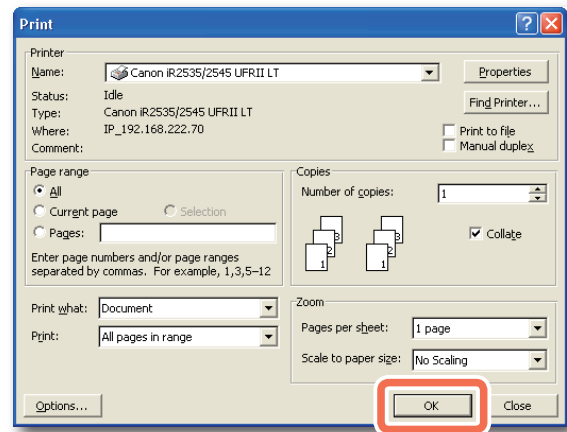 Print
Printer
Name: Canon iR2535/2545 UFRII LT
Properties
Status: Idle
Find Printer...
Type: Canon iR2535/2545 UFRII LT
Where: IP_192.168.222.70
Print to file
Comment:
Manual duplex
Page range
All
Current page Selection
Pages:
Enter page numbers and/or page ranges
separated by commas. For example, 1,3,5–12
Copies
Number of copies: 1
3 3
2 2
1 1
Collate
Print what: Document
Print: All pages in range
Zoom
Pages per sheet: 1 page
Scale to paper size: No Scaling
Options...
OK
Close